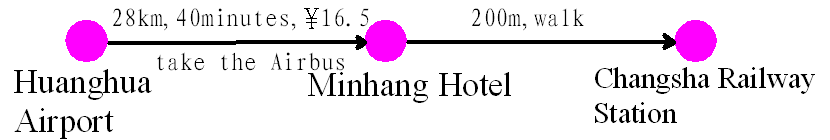 28km, 40minutes, ¥16.5
200m, walk
take the Airbus
Huanghua
Airport
Minhang Hotel
Changsha Railway
Station